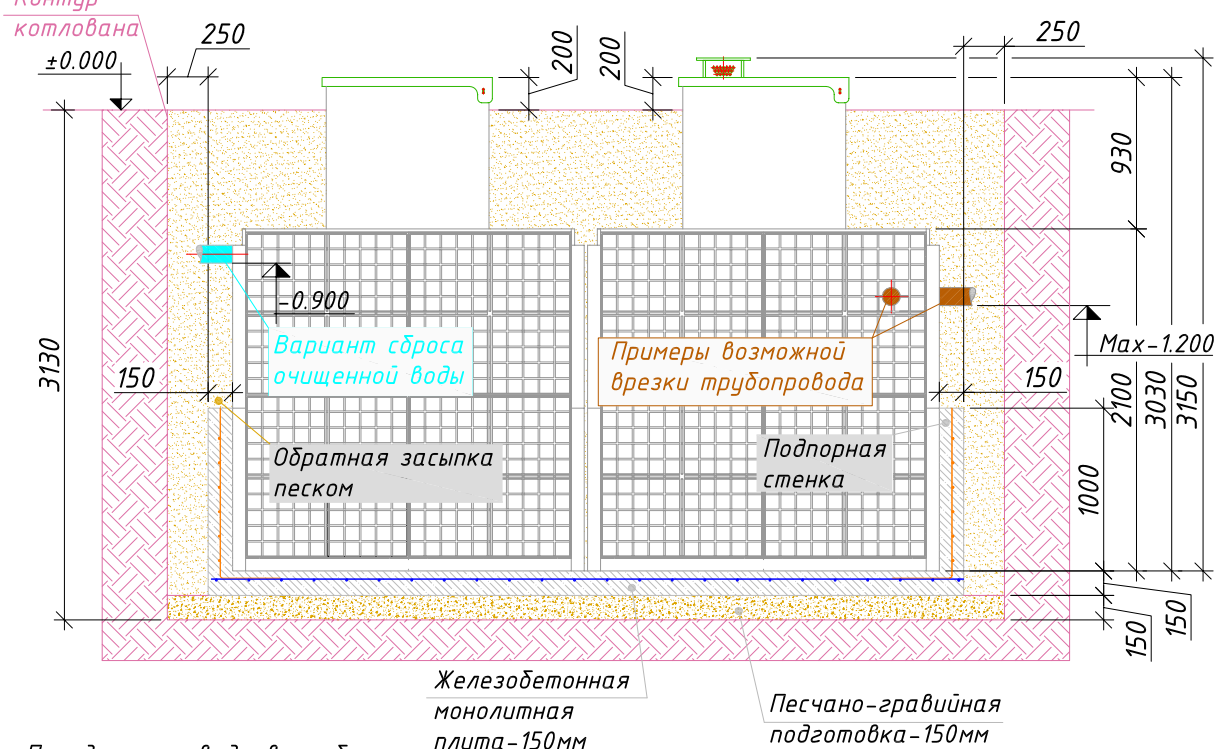 Контур
котлована
±0.000
250
200
200
250
930
-0.900
Вариант сброса
очищенной воды
Примеры возможной
врезки трубопровода
Max-1.200
3130
150
150
2100
3030
3150
Обратная засыпка
песком
Подпорная
стенка
1000
150
150
Железобетонная
монолитная
плита-150мм
Песчано-гравийная
подготовка-150мм